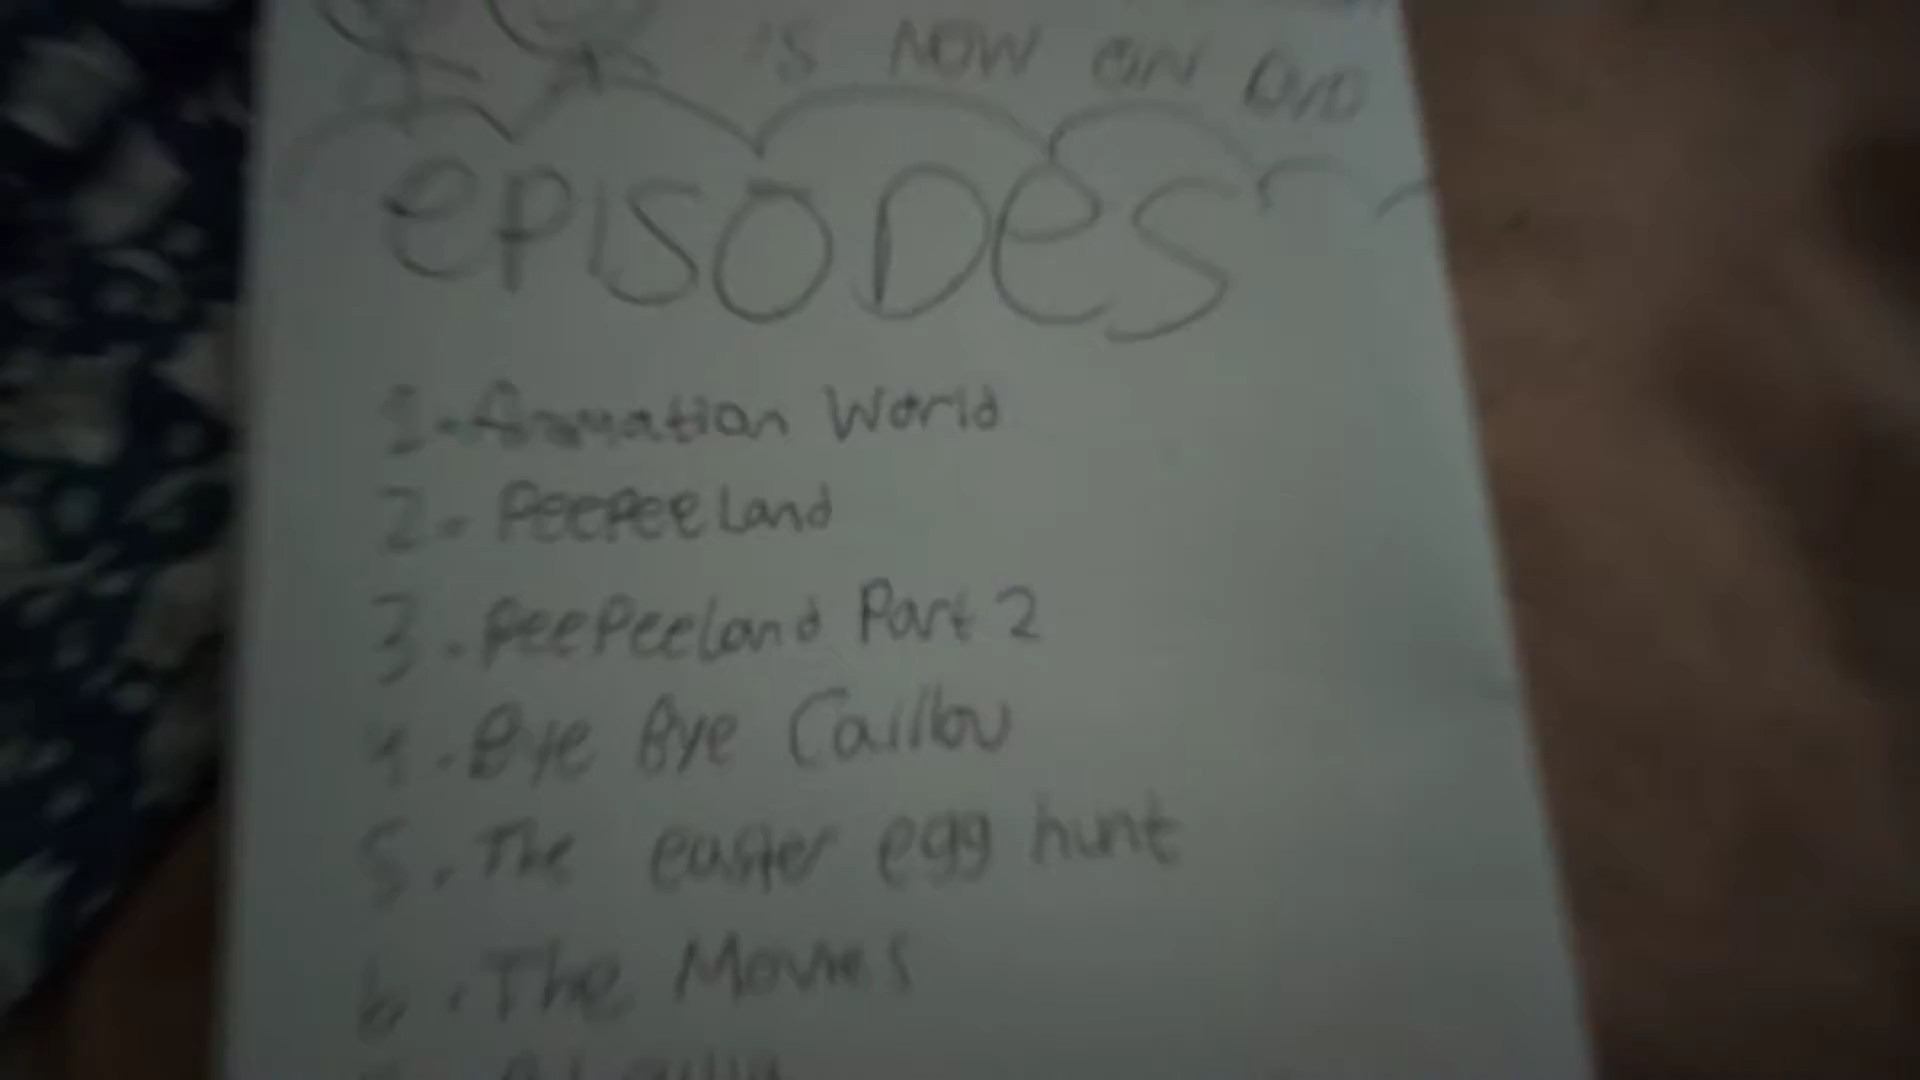 IS NOW ON DVD
EPISODES
1. Anmation World
2. PEEPEE Land
3. PeePeeLand Part 2
4. Bye Bye Caillou
5. The easter egg hunt
6. The Movies